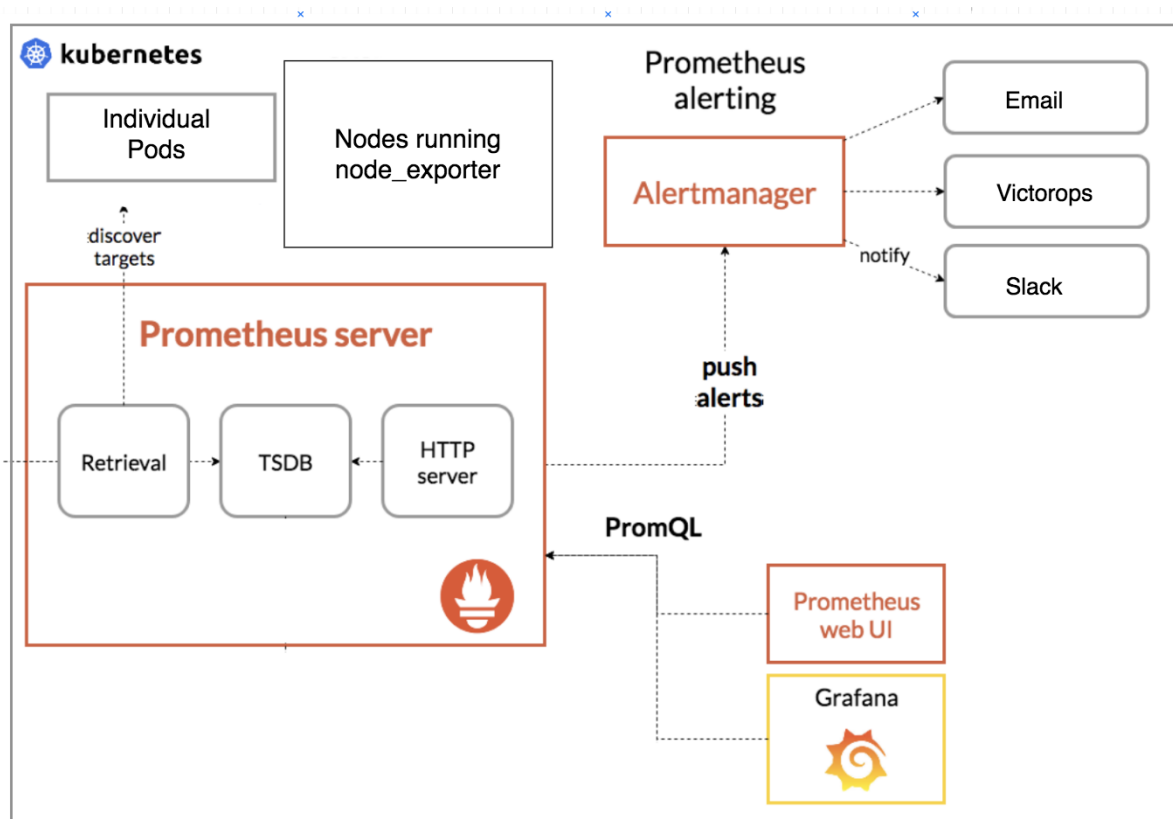 kubernetes
Individual
Pods
Nodes running
node_exporter
Prometheus
alerting
Alertmanager
Email
Victorops
Slack
notify
discover
targets
Prometheus server
Retrieval
TSDB
HTTP
server
push
alerts
PromQL
Prometheus
web UI
Grafana